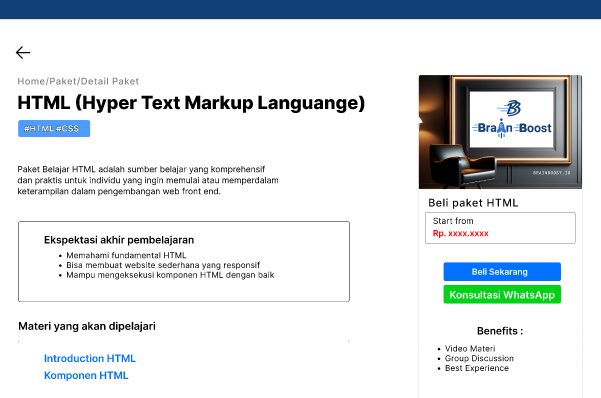 Home/Paket/Detail Paket
HTML (Hyper Text Markup Languange)
#HTML #CSS
Paket Belajar HTML adalah sumber belajar yang komprehensif
dan praktis untuk individu yang ingin memulai atau memperdalam
keterampilan dalam pengembangan web front end.
Ekspektasi akhir pembelajaran
Memahami fundamental HTML
Bisa membuat website sederhana yang responsif
Mampu mengeksekusi komponen HTML dengan baik
Materi yang akan dipelajari
Introduction HTML
Komponen HTML
B
BraIn Boost
BRAINBOOST.ID
Beli paket HTML
Start from
Rp. xxxx.xxxx
Beli Sekarang
Konsultasi WhatsApp
Benefits :
Video Materi
Group Discussion
Best Experience